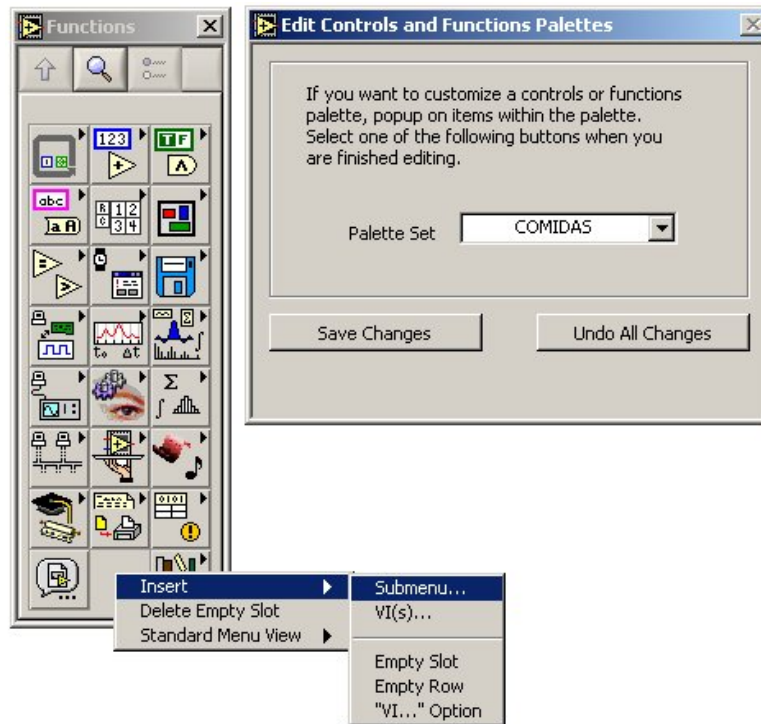 Functions
123
TF
abc
a A
R 1 2
C 3 4
t₀ Δt
Σ
Σ
∫
0101
Insert
Delete Empty Slot
Standard Menu View
Submenu...
VI(s)...
Empty Slot
Empty Row
"VI..." Option
Edit Controls and Functions Palettes
If you want to customize a controls or functions
palette, popup on items within the palette.
Select one of the following buttons when you
are finished editing.
Palette Set
COMIDAS
Save Changes
Undo All Changes